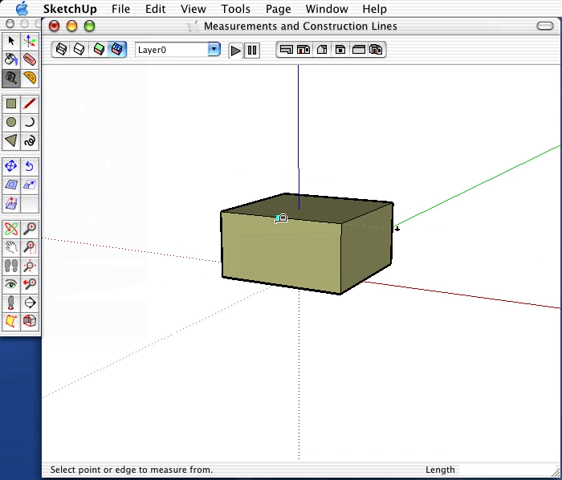 SketchUp File Edit View Tools Page Window Help
Measurements and Construction Lines
Layer0
Select point or edge to measure from. Length